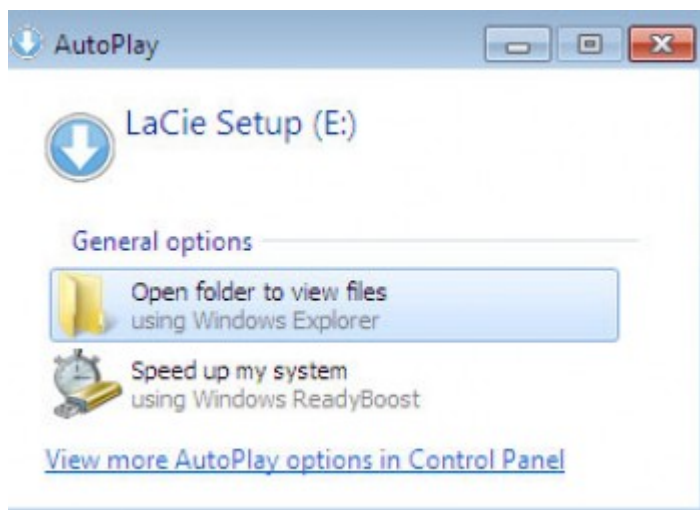 AutoPlay
LaCie Setup (E:)
General options
Open folder to view files
using Windows Explorer
Speed up my system
using Windows ReadyBoost
View more AutoPlay options in Control Panel